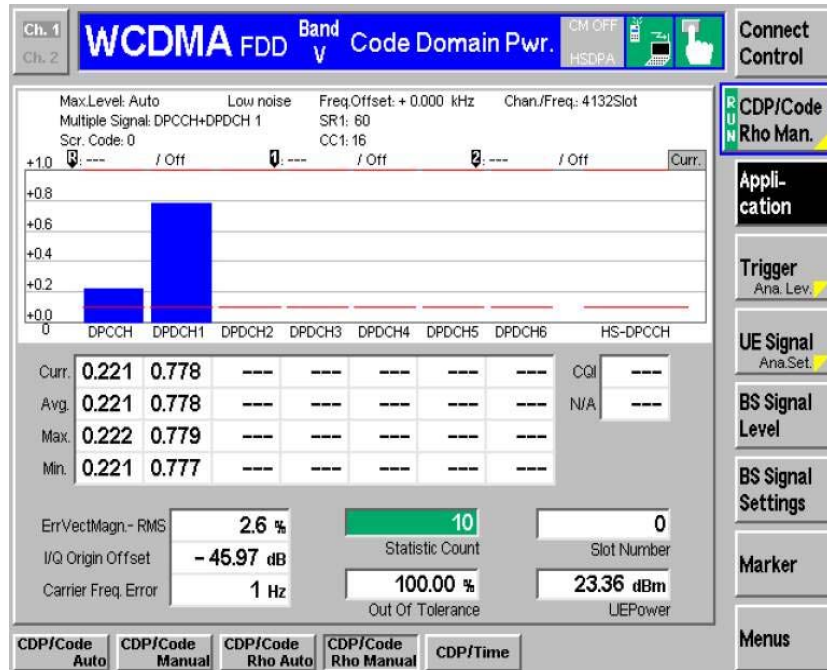 Ch. 1
Ch. 2
WCDMA FDD Band V Code Domain Pwr.
CM OFF
HSDPA
Connect Control
Max.Level: Auto Low noise Freq.Offset: + 0.000 kHz Chan./Freq.: 4132Slot
Multiple Signal: DPCCH+DPDCH 1 SR1: 60
Scr. Code: 0 CC1: 16
R: --- / Off 1: --- / Off 2: --- / Off Curr.
+1.0
+0.8
+0.6
+0.4
+0.2
+0.0
0 DPCCH DPDCH1 DPDCH2 DPDCH3 DPDCH4 DPDCH5 DPDCH6 HS-DPCCH
Curr. 0.221 0.778 --- --- --- --- --- CQI ---
Avg. 0.221 0.778 --- --- --- --- --- N/A ---
Max. 0.222 0.779 --- --- --- --- ---
Min. 0.221 0.777 --- --- --- --- ---
ErrVectMagn.- RMS 2.6 % 10 0
Statistic Count Slot Number
I/Q Origin Offset - 45.97 dB
Carrier Freq. Error 1 Hz 100.00 % 23.36 dBm
Out Of Tolerance UEPower
RUN CDP/Code Rho Man.
Appli-
cation
Trigger
Ana. Lev.
UE Signal
Ana.Set.
BS Signal
Level
BS Signal
Settings
Marker
Menus
CDP/Code Auto
CDP/Code Manual
CDP/Code Rho Auto
CDP/Code Rho Manual
CDP/Time